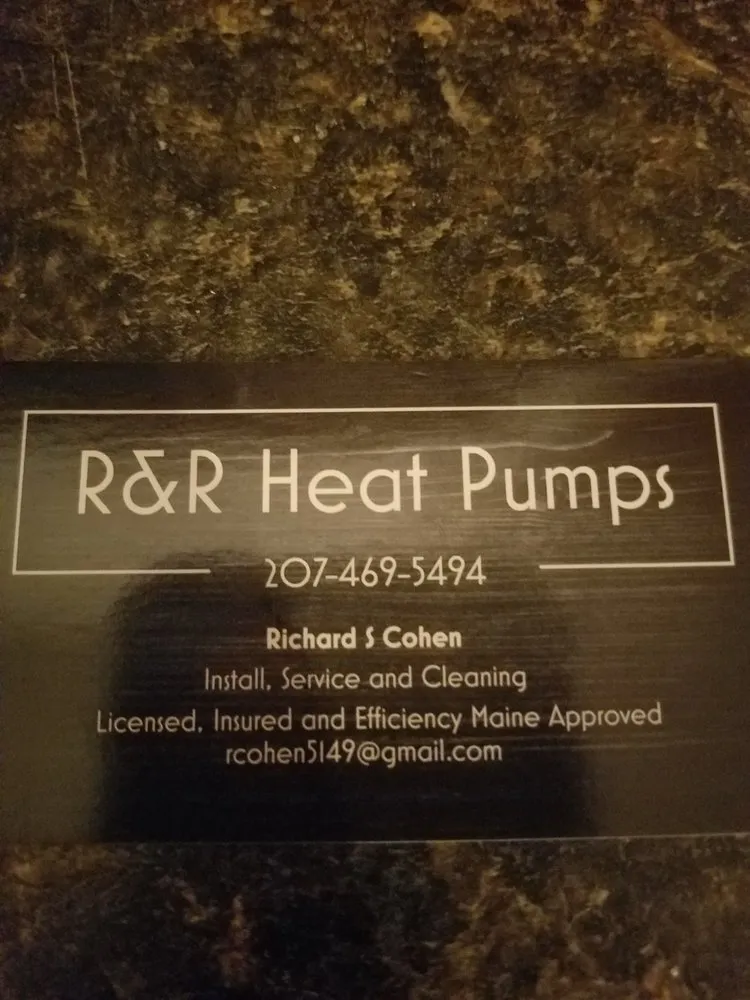 R&R Heat Pumps
207-469-5494
Richard S Cohen
Install, Service and Cleaning
Licensed, Insured and Efficiency Maine Approved
rcohen5149@gmail.com